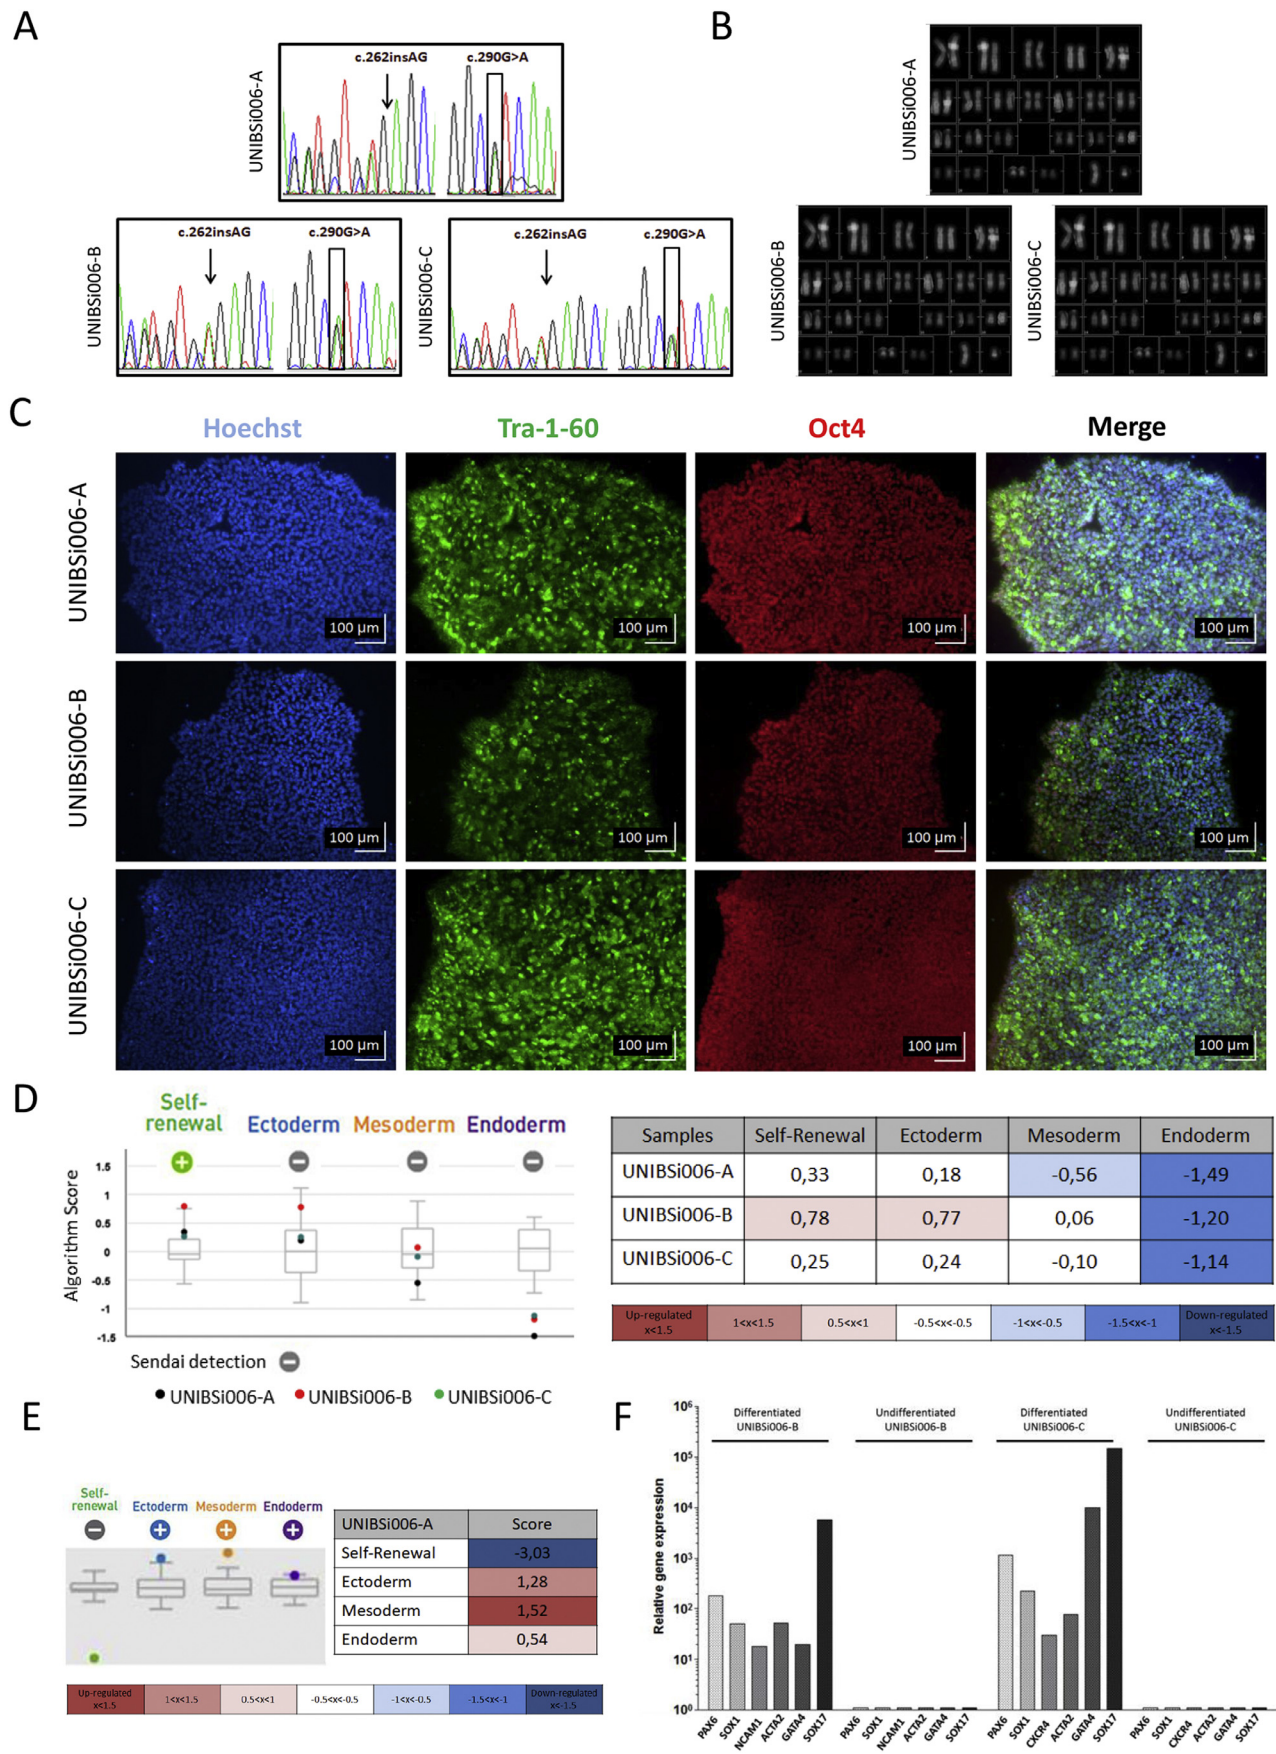 A
UNIBSi006-A
c.262insAG
c.290G>A
UNIBSi006-B
c.262insAG
c.290G>A
UNIBSi006-C
c.262insAG
c.290G>A
B
UNIBSi006-A
UNIBSi006-B
UNIBSi006-C
C
Hoechst
Tra-1-60
Oct4
Merge
UNIBSi006-A
100 µm
100 µm
100 µm
100 µm
UNIBSi006-B
100 µm
100 µm
100 µm
100 µm
UNIBSi006-C
100 µm
100 µm
100 µm
100 µm
D
Self-
renewal
Ectoderm
Mesoderm
Endoderm
Algorithm Score
1.5
1
0.5
0
-0.5
-1
-1.5
Sendai detection
UNIBSi006-A
UNIBSi006-B
UNIBSi006-C
Samples Self-Renewal Ectoderm Mesoderm Endoderm
UNIBSi006-A 0,33 0,18 -0,56 -1,49
UNIBSi006-B 0,78 0,77 0,06 -1,20
UNIBSi006-C 0,25 0,24 -0,10 -1,14
Up-regulated
x<1.5
1<x<1.5
0.5<x<1
-0.5<x<-0.5
-1<x<-0.5
-1.5<x<-1
Down-regulated
x<-1.5
E
Self-
renewal
Ectoderm
Mesoderm
Endoderm
UNIBSi006-A Score
Self-Renewal -3,03
Ectoderm 1,28
Mesoderm 1,52
Endoderm 0,54
Up-regulated
x<1.5
1<x<1.5
0.5<x<1
-0.5<x<-0.5
-1<x<-0.5
-1.5<x<-1
Down-regulated
x<-1.5
F
Relative gene expression
10⁶
10⁵
10⁴
10³
10²
10¹
10⁰
Differentiated
UNIBSi006-B
Undifferentiated
UNIBSi006-B
Differentiated
UNIBSi006-C
Undifferentiated
UNIBSi006-C
PAX6 SOX1 NCAM1 ACTA2 GATA4 SOX17
PAX6 SOX1 NCAM1 ACTA2 GATA4 SOX17
PAX6 SOX1 CXCR4 ACTA2 GATA4 SOX17
PAX6 SOX1 CXCR4 ACTA2 GATA4 SOX17